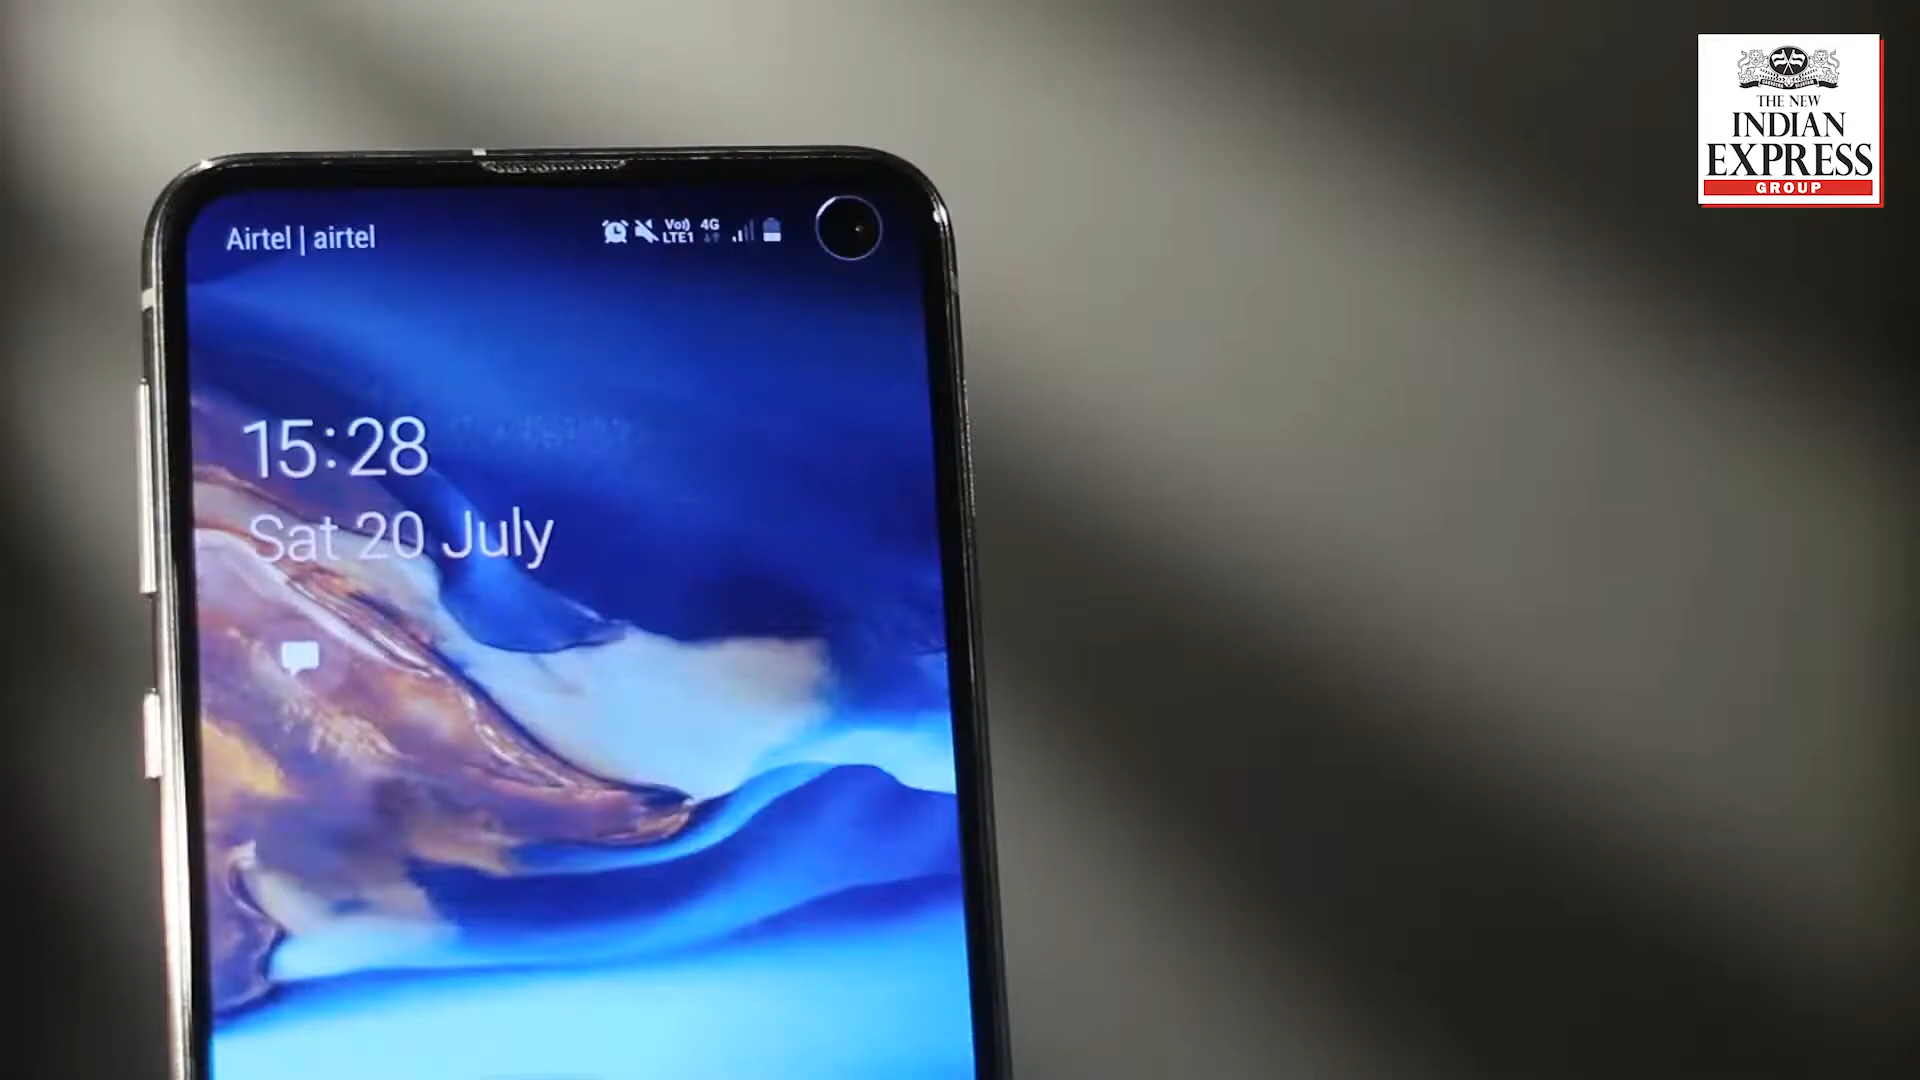 Airtel | airtel
Vo)) 4G
LTE1
15:28
Sat 20 July
THE NEW
INDIAN
EXPRESS
GROUP